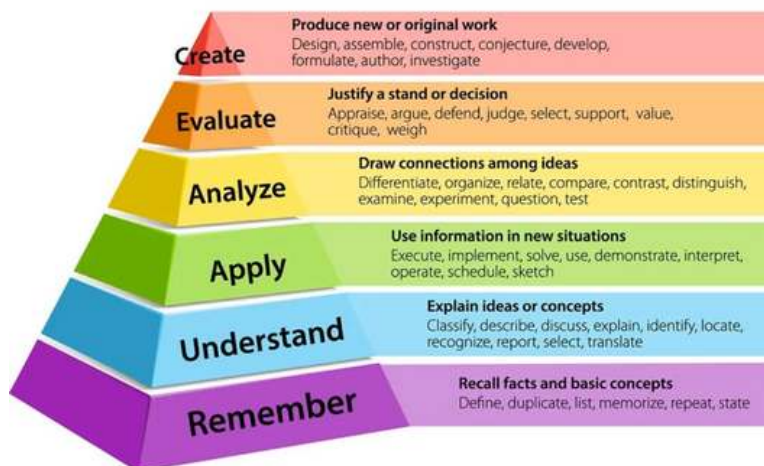 Create
Produce new or original work
Design, assemble, construct, conjecture, develop,
formulate, author, investigate
Evaluate
Justify a stand or decision
Appraise, argue, defend, judge, select, support, value,
critique, weigh
Analyze
Draw connections among ideas
Differentiate, organize, relate, compare, contrast, distinguish,
examine, experiment, question, test
Apply
Use information in new situations
Execute, implement, solve, use, demonstrate, interpret,
operate, schedule, sketch
Understand
Explain ideas or concepts
Classify, describe, discuss, explain, identify, locate,
recognize, report, select, translate
Remember
Recall facts and basic concepts
Define, duplicate, list, memorize, repeat, state